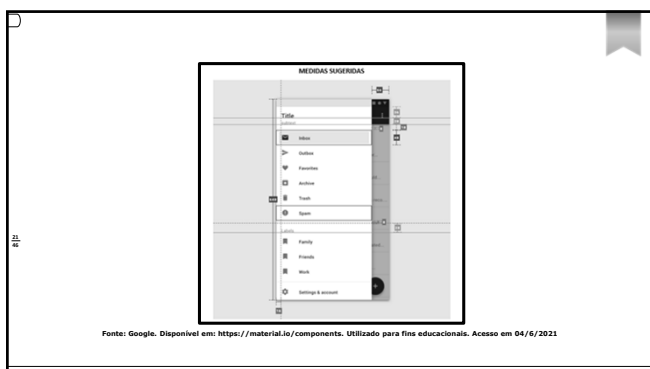 MEDIDAS SUGERIDAS
Title
Inbox
Outbox
Favorites
Archive
Trash
Spam
Labels
Family
Friends
Work
Settings & account
21
46
Fonte: Google. Disponível em: https://material.io/components. Utilizado para fins educacionais. Acesso em 04/6/2021